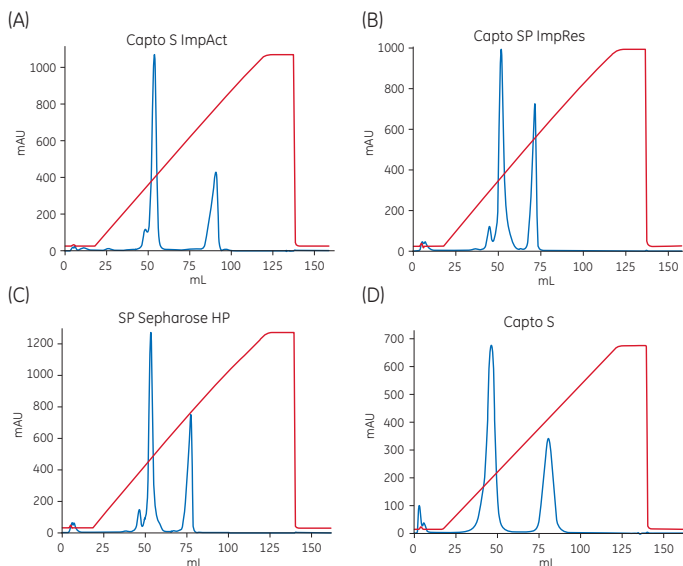 (A)
Capto S ImpAct
mAU
1000
800
600
400
200
0
0 25 50 75 100 125 150
mL
(B)
Capto SP ImpRes
mAU
1000
800
600
400
200
0
0 25 50 75 100 125 150
mL
(C)
SP Sepharose HP
mAU
1200
1000
800
600
400
200
0
0 25 50 75 100 125 150
mL
(D)
Capto S
mAU
700
600
500
400
300
200
100
0
0 25 50 75 100 125 150
mL